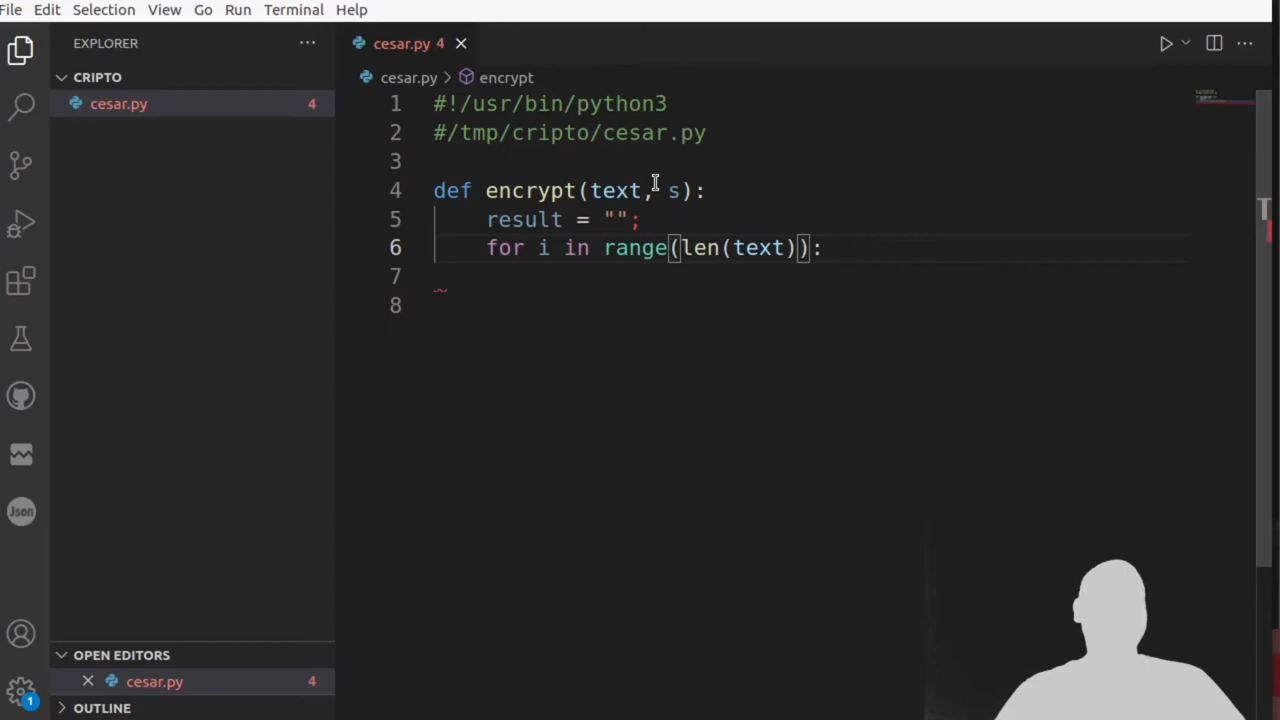 File Edit Selection View Go Run Terminal Help
EXPLORER ···
CRIPTO
cesar.py 4
cesar.py 4
cesar.py > encrypt
1 #!/usr/bin/python3
2 #/tmp/cripto/cesar.py
3
4 def encrypt(text, s):
5 result = "";
6 for i in range(len(text)):
7
8
Json
OPEN EDITORS
cesar.py 4
OUTLINE
1